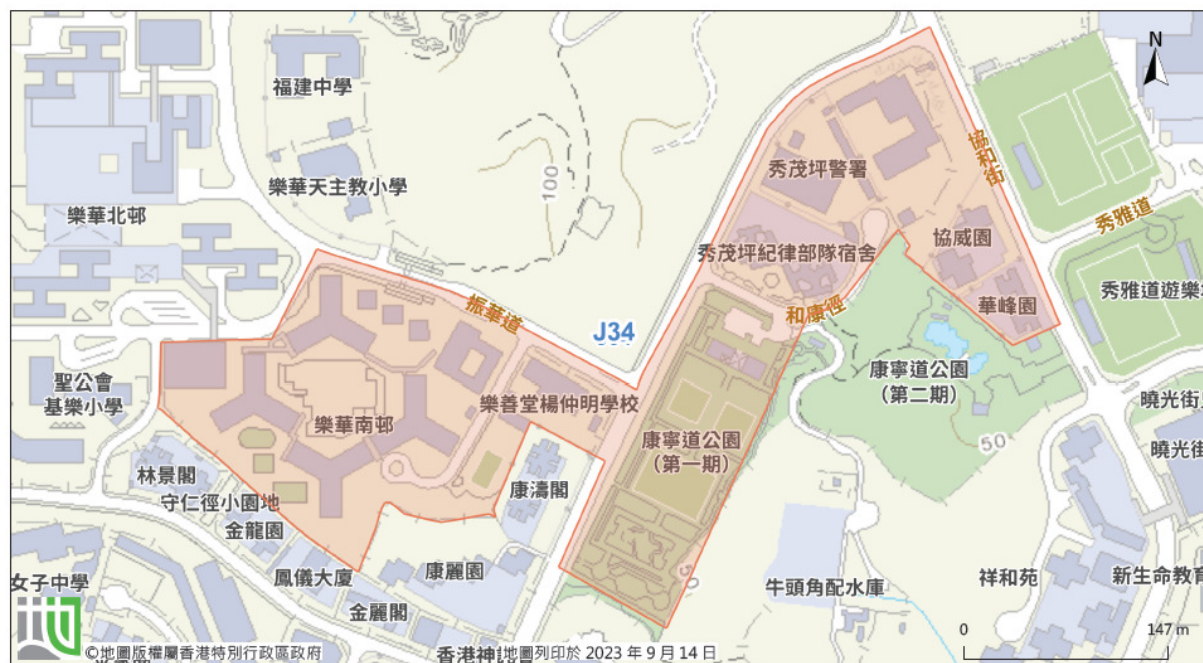 福建中學
N
協和街
樂華天主教小學
100
秀茂坪警署
樂華北邨
秀雅道
秀茂坪紀律部隊宿舍
協威園
振華道
和康徑
華峰園
秀雅道遊樂
J34
聖公會
基樂小學
樂華南邨
樂善堂楊仲明學校
康寧道公園
(第二期)
曉光街
康寧道公園
(第一期)
50
曉光街
林景閣
守仁徑小園地
康濤閣
金龍園
50
女子中學
鳳儀大廈
康麗園
牛頭角配水庫
祥和苑
新生命教育
金麗閣
0
147 m
©地圖版權屬香港特別行政區政府
香港神
地圖列印於 2023 年 9 月 14 日